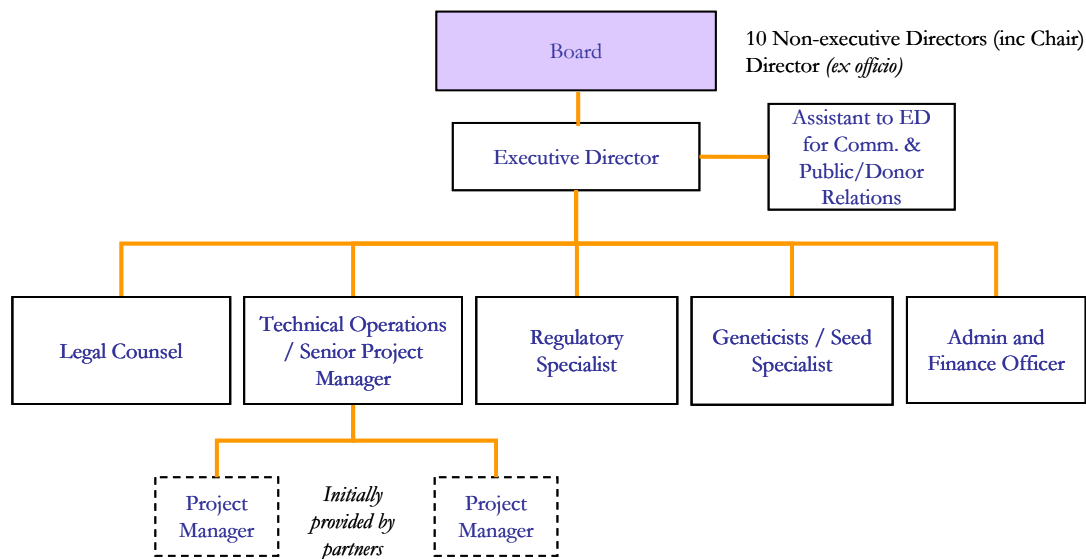 Board
10 Non-executive Directors (inc Chair)
Director (ex officio)
Executive Director
Assistant to ED
for Comm. &
Public/Donor
Relations
Legal Counsel
Technical Operations
/ Senior Project
Manager
Regulatory
Specialist
Geneticists / Seed
Specialist
Admin and
Finance Officer
Project
Manager
Initially
provided by
partners
Project
Manager